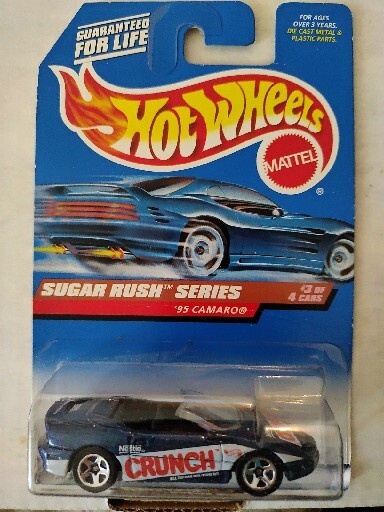 GUARANTEED
FOR LIFE
FOR AGES
OVER 3 YEARS.
DIE CAST METAL &
PLASTIC PARTS.
HOT WHEELS
MATTEL
®
SUGAR RUSH™ SERIES
#3 OF
4 CARS
'95 CAMARO®
Nestlé
CRUNCH